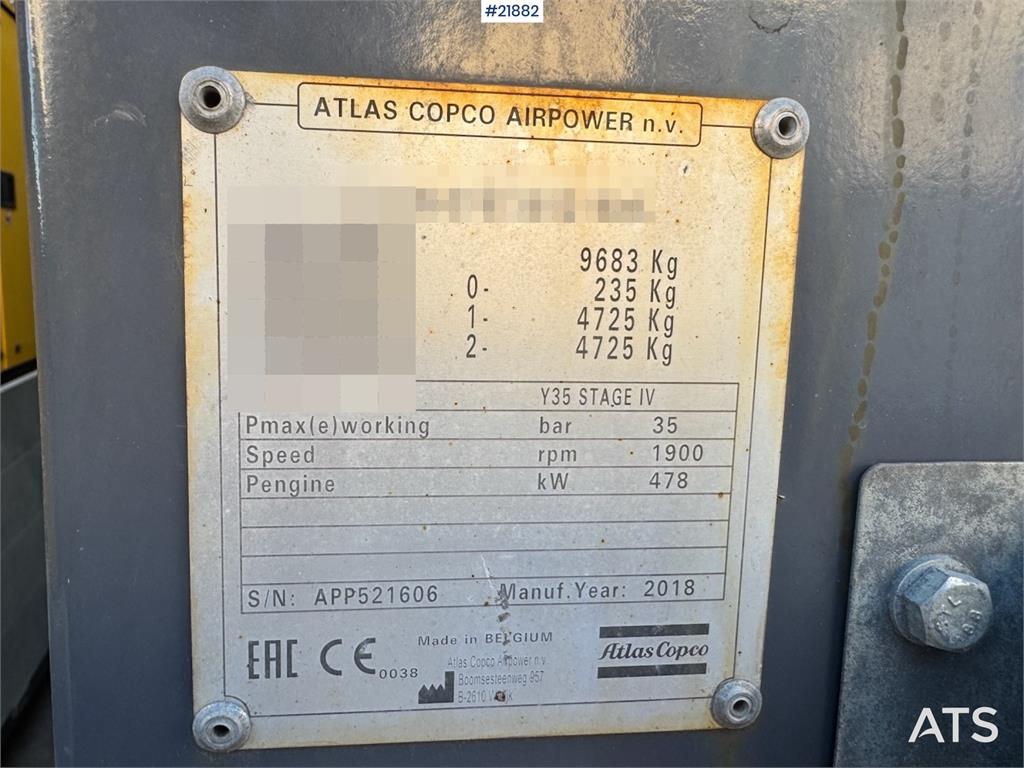 #21882
ATLAS COPCO AIRPOWER n.v.
9683 Kg
0- 235 Kg
1- 4725 Kg
2- 4725 Kg
Y35 STAGE IV
Pmax(e)working bar 35
Speed rpm 1900
Pengine kW 478
S/N: APP521606 Manuf.Year: 2018
EAC CE 0038
Made in BELGIUM
Atlas Copco Airpower n.v.
Boomsesteenweg 957
B-2610 Wilrijk
Atlas Copco
ATS